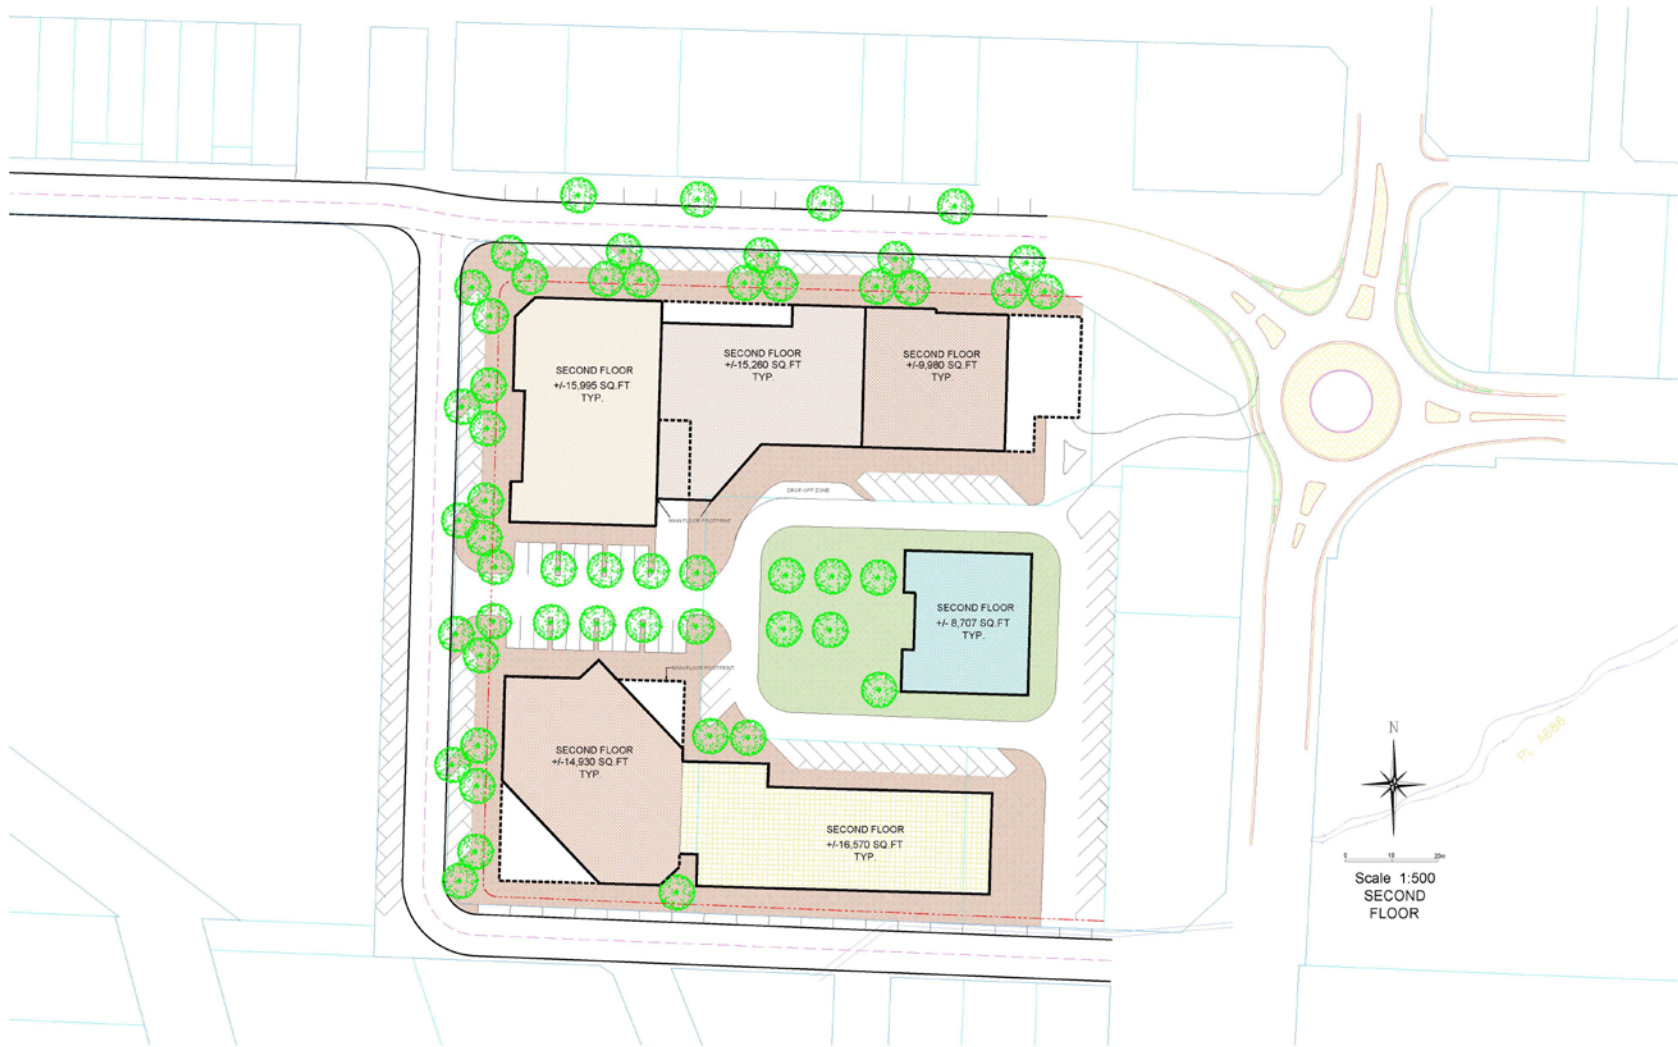 SECOND FLOOR
+/-15,995 SQ.FT
TYP.
SECOND FLOOR
+/-15,260 SQ.FT
TYP.
SECOND FLOOR
+/-9,980 SQ.FT
TYP.
DROP-OFF ZONE
MAIN FLOOR FOOTPRINT
SECOND FLOOR
+/- 8,707 SQ.FT
TYP.
MAIN FLOOR FOOTPRINT
SECOND FLOOR
+/-14,930 SQ.FT
TYP.
SECOND FLOOR
+/-16,570 SQ.FT
TYP.
PL A686
N
0 10 20m
Scale 1:500
SECOND
FLOOR